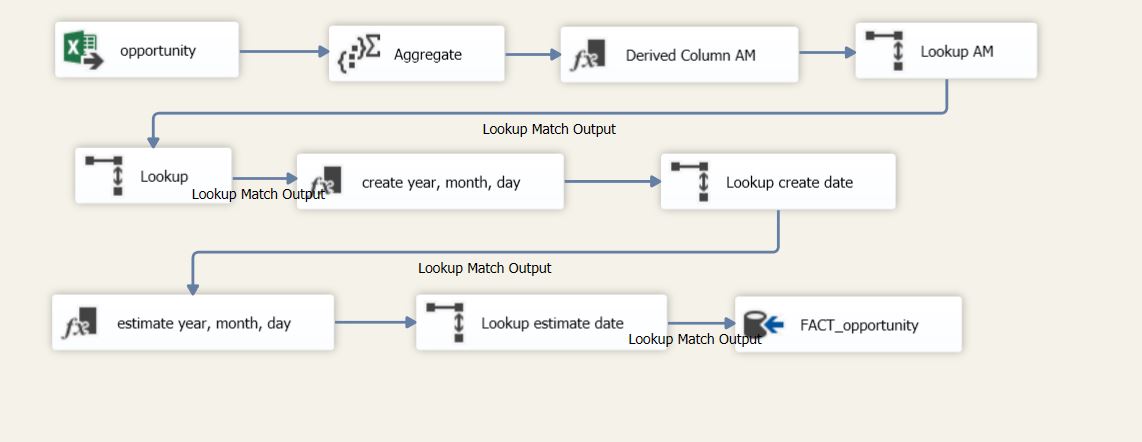 opportunity
Aggregate
Derived Column AM
Lookup AM
Lookup Match Output
Lookup
Lookup Match Output
create year, month, day
Lookup create date
Lookup Match Output
estimate year, month, day
Lookup estimate date
Lookup Match Output
FACT_opportunity